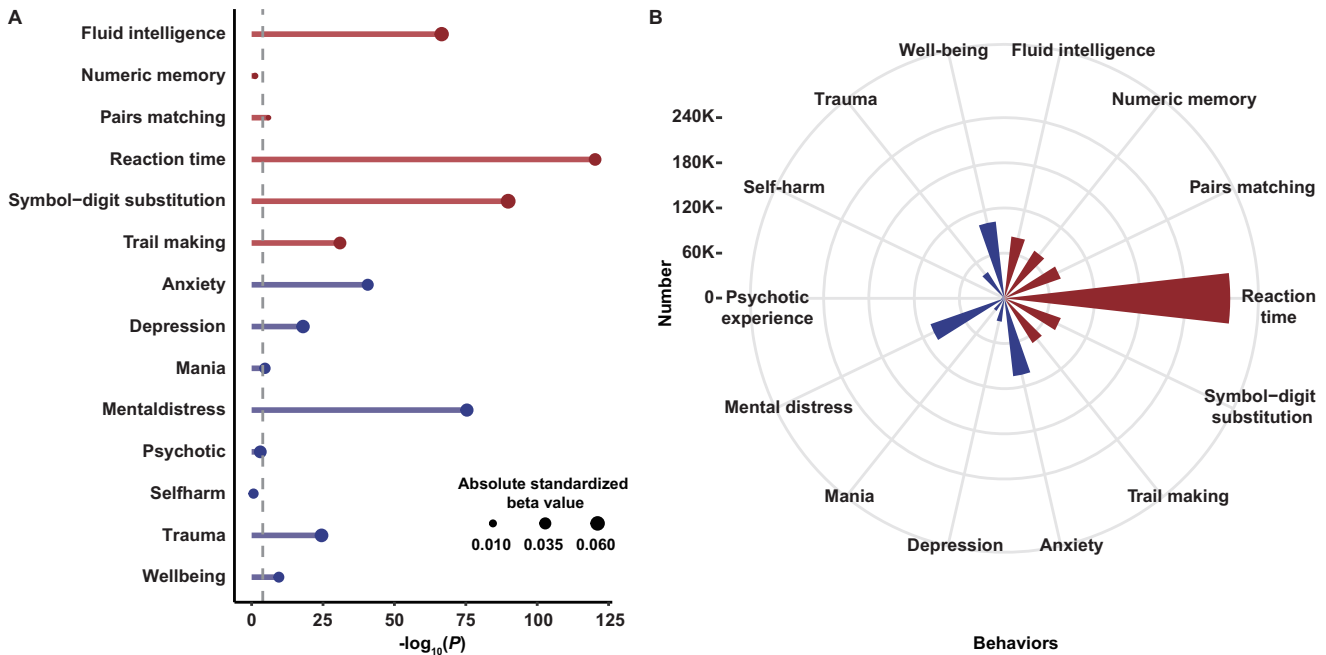 A
Fluid intelligence
Numeric memory
Pairs matching
Reaction time
Symbol−digit substitution
Trail making
Anxiety
Depression
Mania
Mentaldistress
Psychotic
Selfharm
Trauma
Wellbeing
Absolute standardized
beta value
0.010 0.035 0.060
0 25 50 75 100 125
-log₁₀(P)
B
Well-being Fluid intelligence
Trauma Numeric memory
240K-
180K-
120K-
60K-
0-
Number
Self-harm Pairs matching
Psychotic
experience
Reaction
time
Mental distress
Symbol−digit
substitution
Mania Trail making
Depression Anxiety
Behaviors